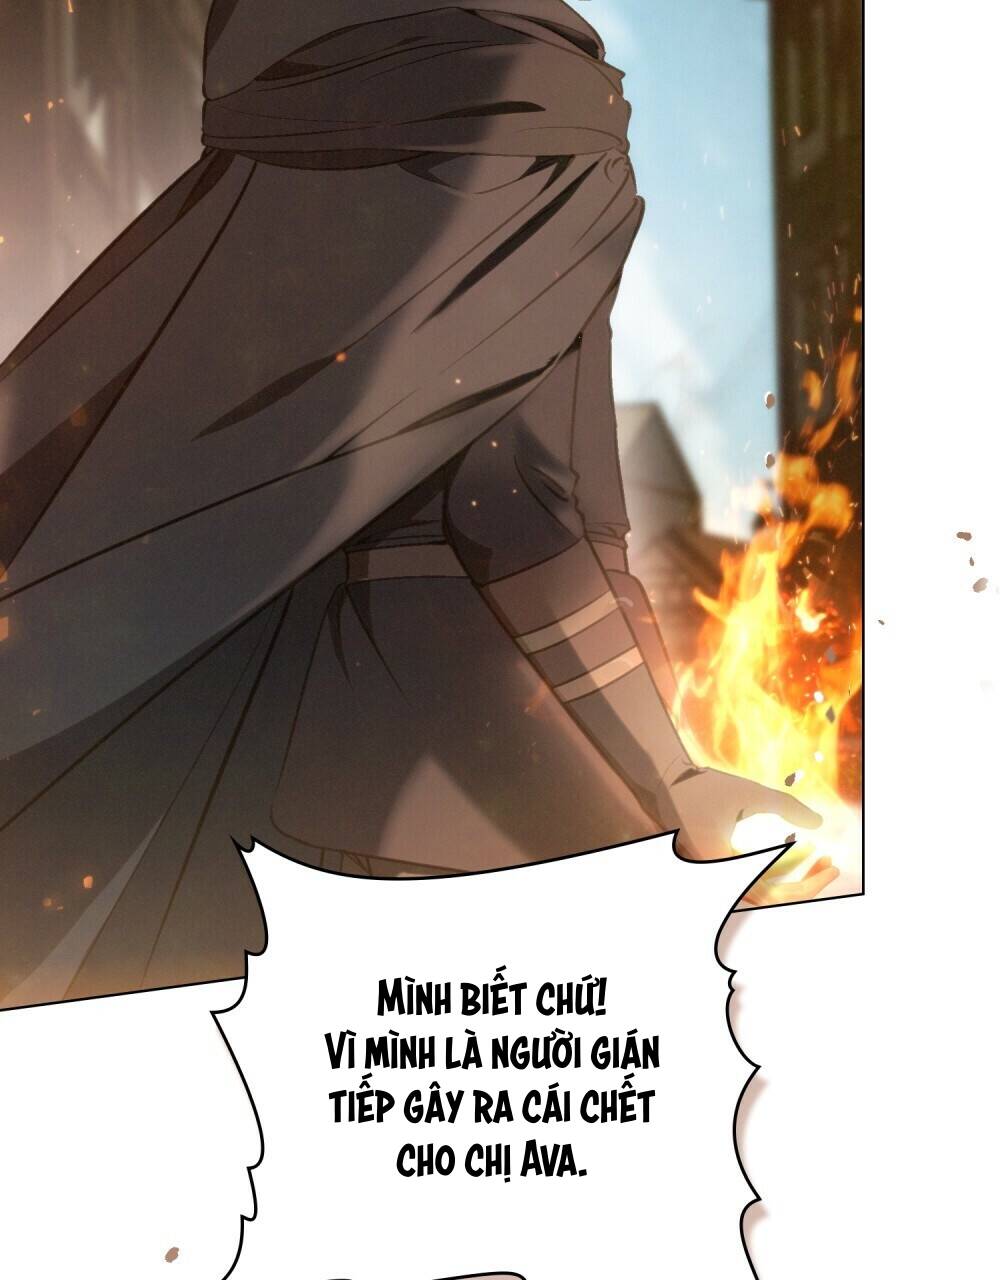 MÌNH BIẾT CHỨ!
VÌ MÌNH LÀ NGƯỜI GIÁN
TIẾP GÂY RA CÁI CHẾT
CHO CHỊ AVA.